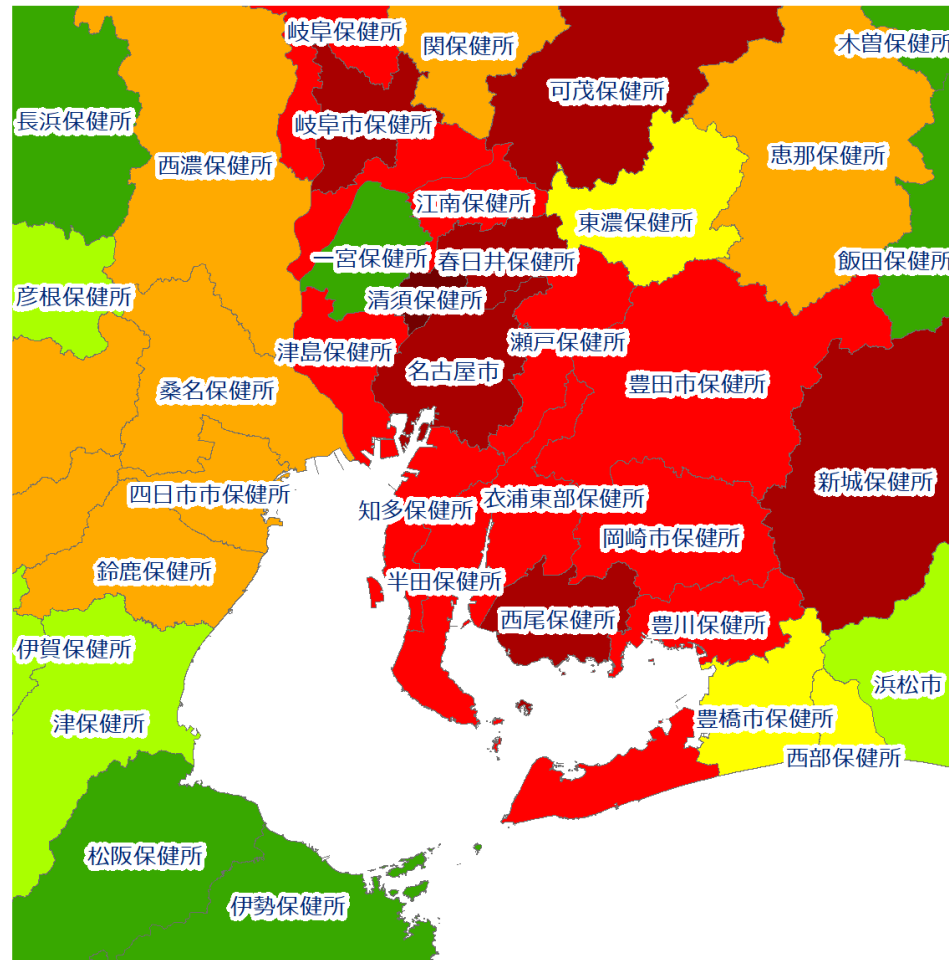 岐阜保健所
関保健所
木曽保健所
可茂保健所
長浜保健所
岐阜市保健所
西濃保健所
恵那保健所
江南保健所
東濃保健所
一宮保健所
春日井保健所
飯田保健所
彦根保健所
清須保健所
瀬戸保健所
津島保健所
名古屋市
豊田市保健所
桑名保健所
新城保健所
四日市市保健所
衣浦東部保健所
知多保健所
岡崎市保健所
鈴鹿保健所
半田保健所
西尾保健所
豊川保健所
伊賀保健所
浜松市
津保健所
豊橋市保健所
西部保健所
松阪保健所
伊勢保健所